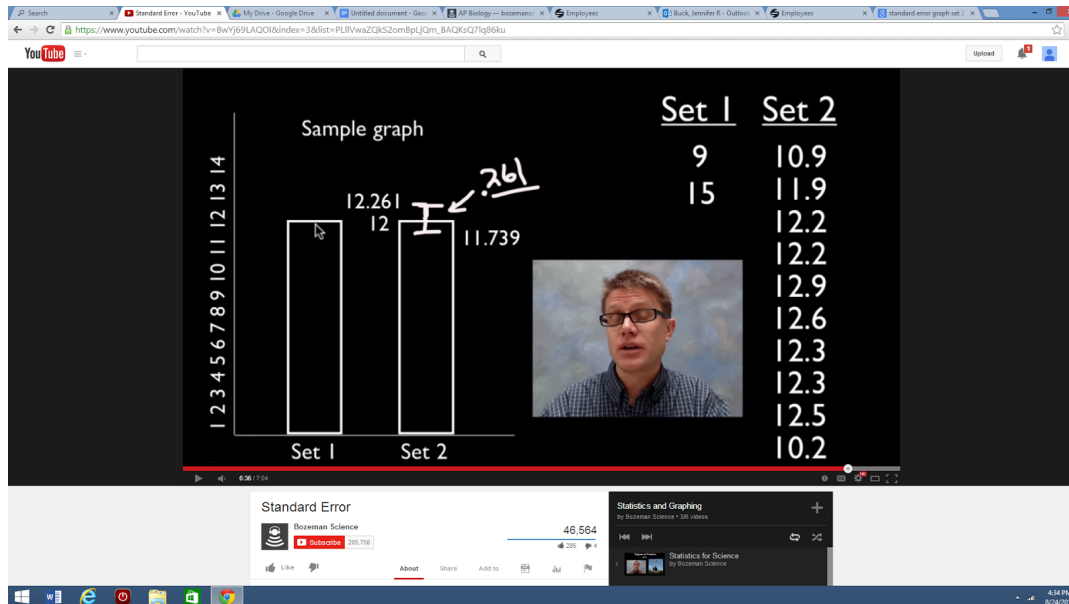 Search
Standard Error - YouTube
My Drive - Google Drive
Untitled document - Goo
AP Biology — bozemansc
Employees
Buck, Jennifer R - Outlook
Employees
standard error graph set 2
https://www.youtube.com/watch?v=BwYj69LAQOI&index=3&list=PLllVwaZQkS2omBpLjQm_BAQKsQ7lq86ku
YouTube
Upload
1
Sample graph
1 2 3 4 5 6 7 8 9 10 11 12 13 14
12.261
12
.261
11.739
Set 1
Set 2
Set 1
9
15
Set 2
10.9
11.9
12.2
12.2
12.9
12.6
12.3
12.3
12.5
10.2
6:36 / 7:04
HD
Standard Error
Bozeman Science
Subscribe
205,758
46,564
285
4
Like
About
Share
Add to
Statistics and Graphing
by Bozeman Science • 3/6 videos
Statistics for Science
by Bozeman Science
4:34 PM